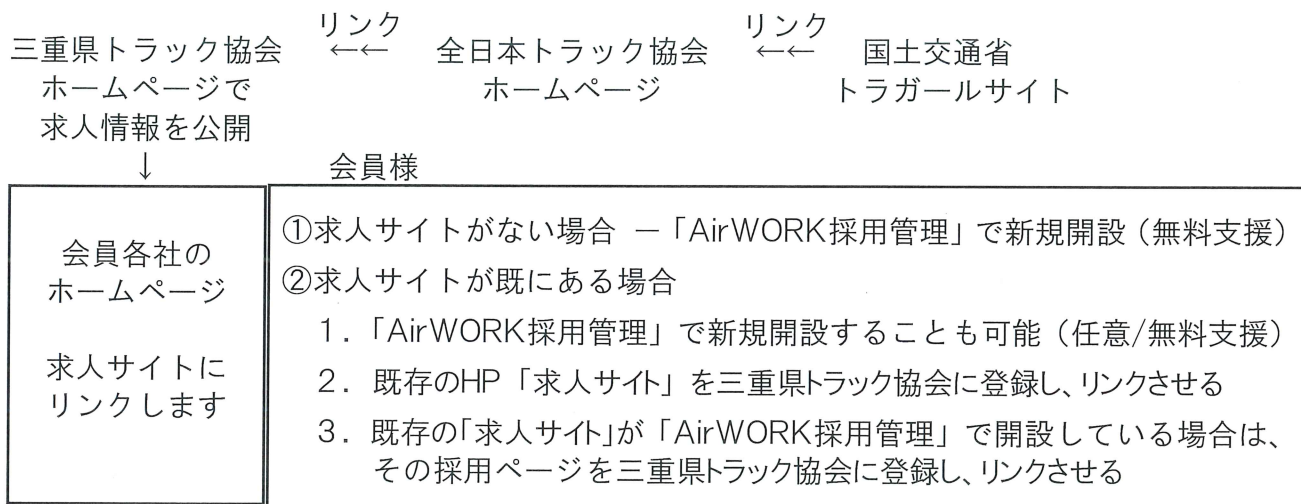 三重県トラック協会
ホームページで
求人情報を公開
↓
リンク
←←
全日本トラック協会
ホームページ
リンク
←←
国土交通省
トラガールサイト
会員各社の
ホームページ
求人サイトに
リンクします
会員様
①求人サイトがない場合 －「AirWORK採用管理」で新規開設（無料支援）
②求人サイトが既にある場合
1．「AirWORK採用管理」で新規開設することも可能（任意/無料支援）
2．既存のHP「求人サイト」を三重県トラック協会に登録し、リンクさせる
3．既存の「求人サイト」が「AirWORK採用管理」で開設している場合は、
その採用ページを三重県トラック協会に登録し、リンクさせる